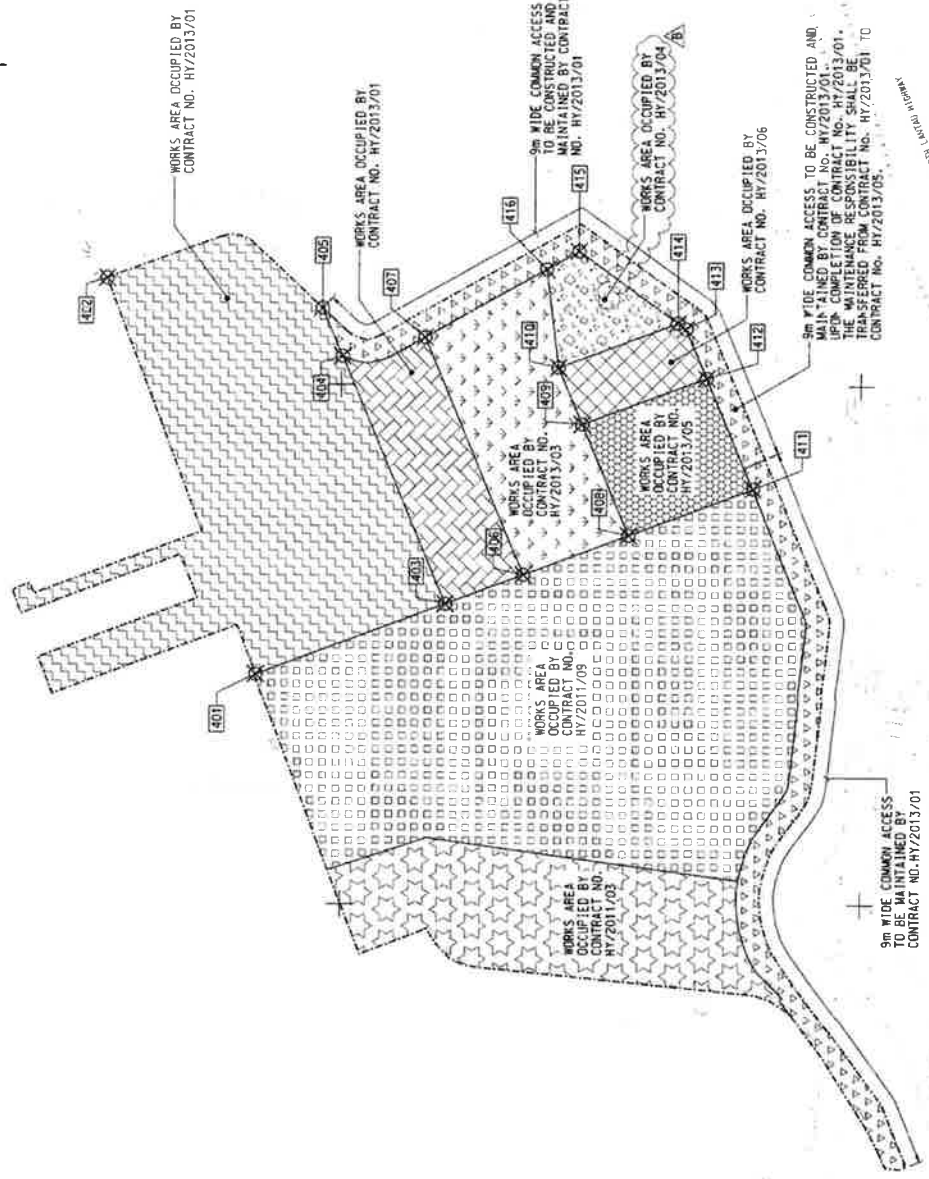 WORKS AREA OCCUPIED BY
CONTRACT NO. HY/2013/01
402
WORKS AREA OCCUPIED BY
CONTRACT NO. HY/2013/01
405
404
407
9m WIDE COMMON ACCESS
TO BE CONSTRUCTED AND
MAINTAINED BY CONTRACT
NO. HY/2013/01
416
415
WORKS AREA OCCUPIED BY
CONTRACT NO. HY/2013/04
B
414
413
WORKS AREA OCCUPIED BY
CONTRACT NO. HY/2013/06
410
409
412
WORKS AREA
OCCUPIED BY
CONTRACT NO.
HY/2013/03
WORKS AREA
OCCUPIED BY
CONTRACT NO.
HY/2013/05
408
406
403
401
411
9m WIDE COMMON ACCESS TO BE CONSTRUCTED AND
MAINTAINED BY CONTRACT No. HY/2013/01.
UPON COMPLETION OF CONTRACT No. HY/2013/01.
THE MAINTENANCE RESPONSIBILITY SHALL BE
TRANSFERRED FROM CONTRACT No. HY/2013/01 TO
CONTRACT No. HY/2013/05.
LANTAU HIGHWAY
WORKS AREA
OCCUPIED BY
CONTRACT NO.
HY/2011/09
WORKS AREA
OCCUPIED BY
CONTRACT NO.
HY/2011/03
9m WIDE COMMON ACCESS
TO BE MAINTAINED BY
CONTRACT NO.HY/2013/01